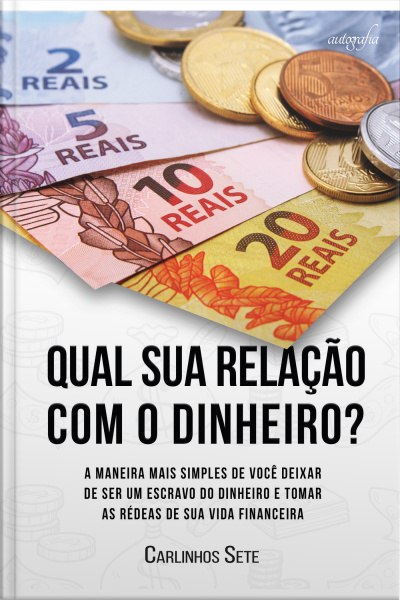 autografia
2
REAIS
5
REAIS
10
REAIS
20
REAIS
QUAL SUA RELAÇÃO
COM O DINHEIRO?
A MANEIRA MAIS SIMPLES DE VOCÊ DEIXAR
DE SER UM ESCRAVO DO DINHEIRO E TOMAR
AS RÉDEAS DE SUA VIDA FINANCEIRA
CARLINHOS SETE